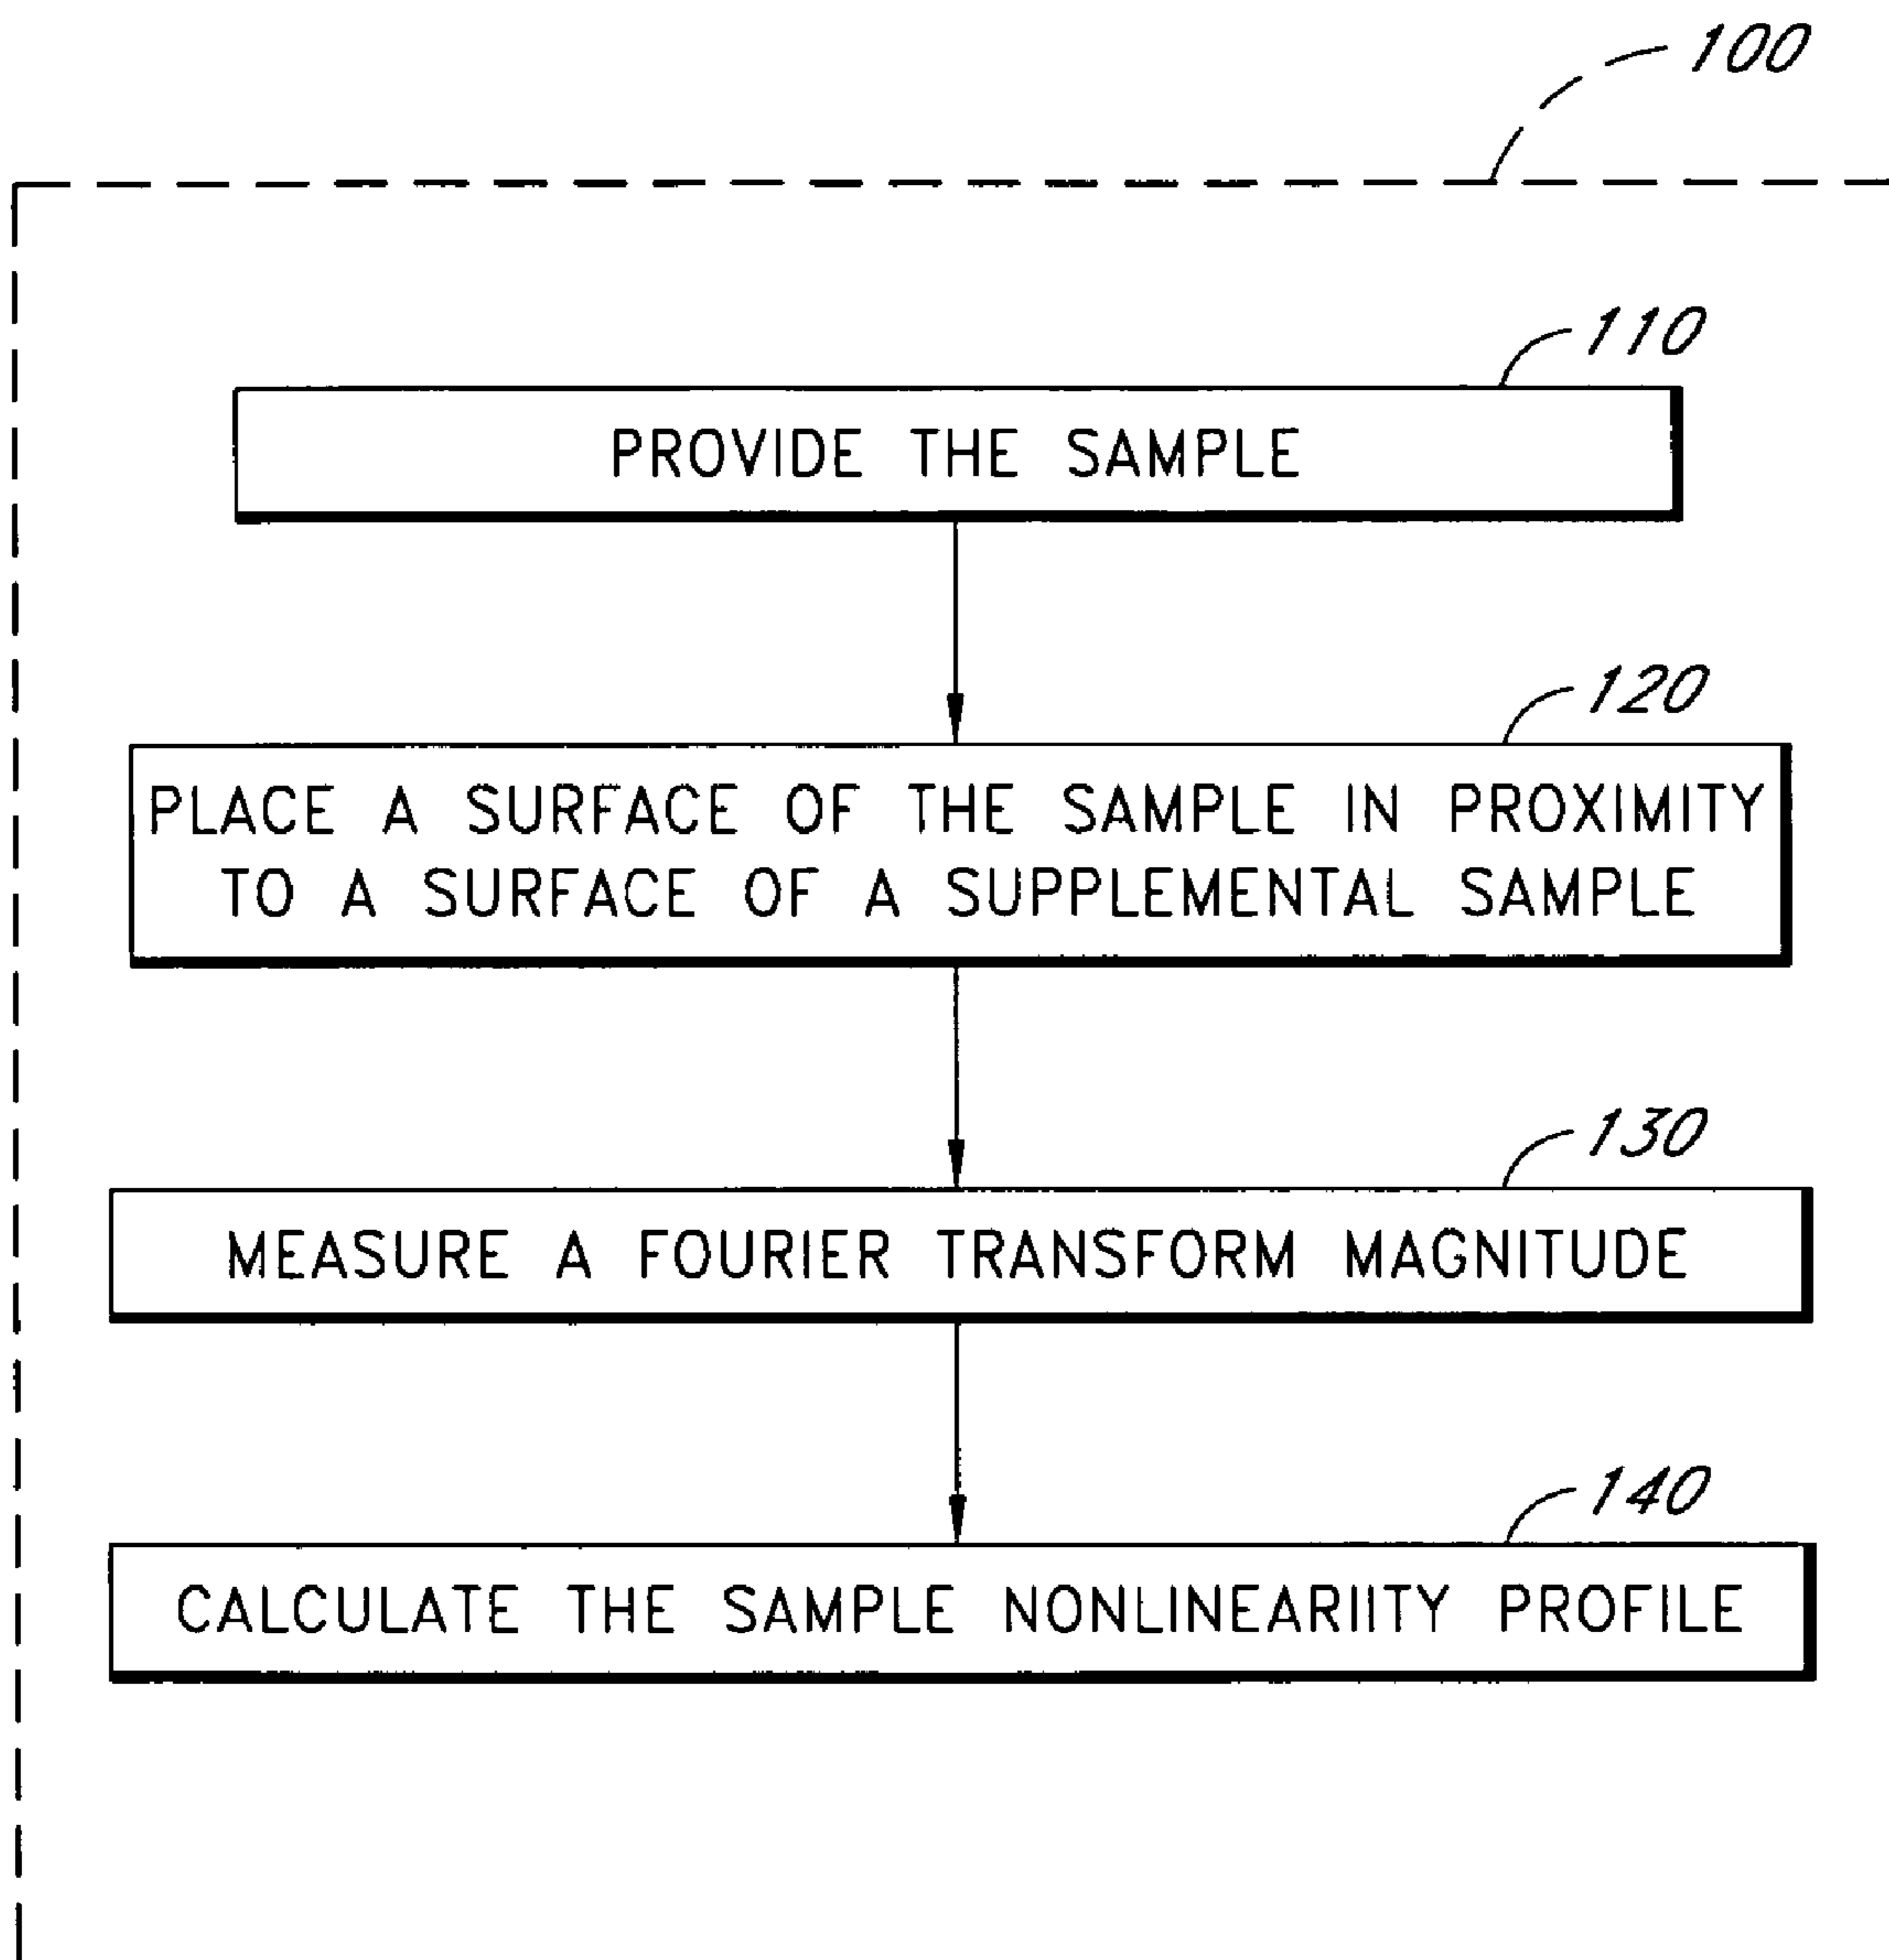 100
110
PROVIDE THE SAMPLE
120
PLACE A SURFACE OF THE SAMPLE IN PROXIMITY
TO A SURFACE OF A SUPPLEMENTAL SAMPLE
130
MEASURE A FOURIER TRANSFORM MAGNITUDE
140
CALCULATE THE SAMPLE NONLINEARIITY PROFILE